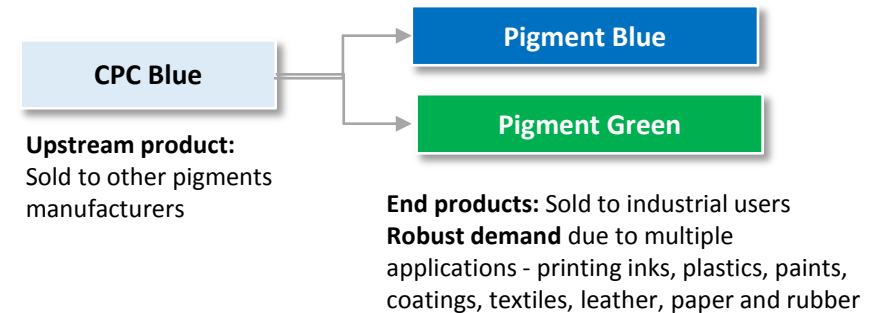 CPC Blue
Pigment Blue
Pigment Green
Upstream product:
Sold to other pigments
manufacturers
End products: Sold to industrial users
Robust demand due to multiple
applications - printing inks, plastics, paints,
coatings, textiles, leather, paper and rubber